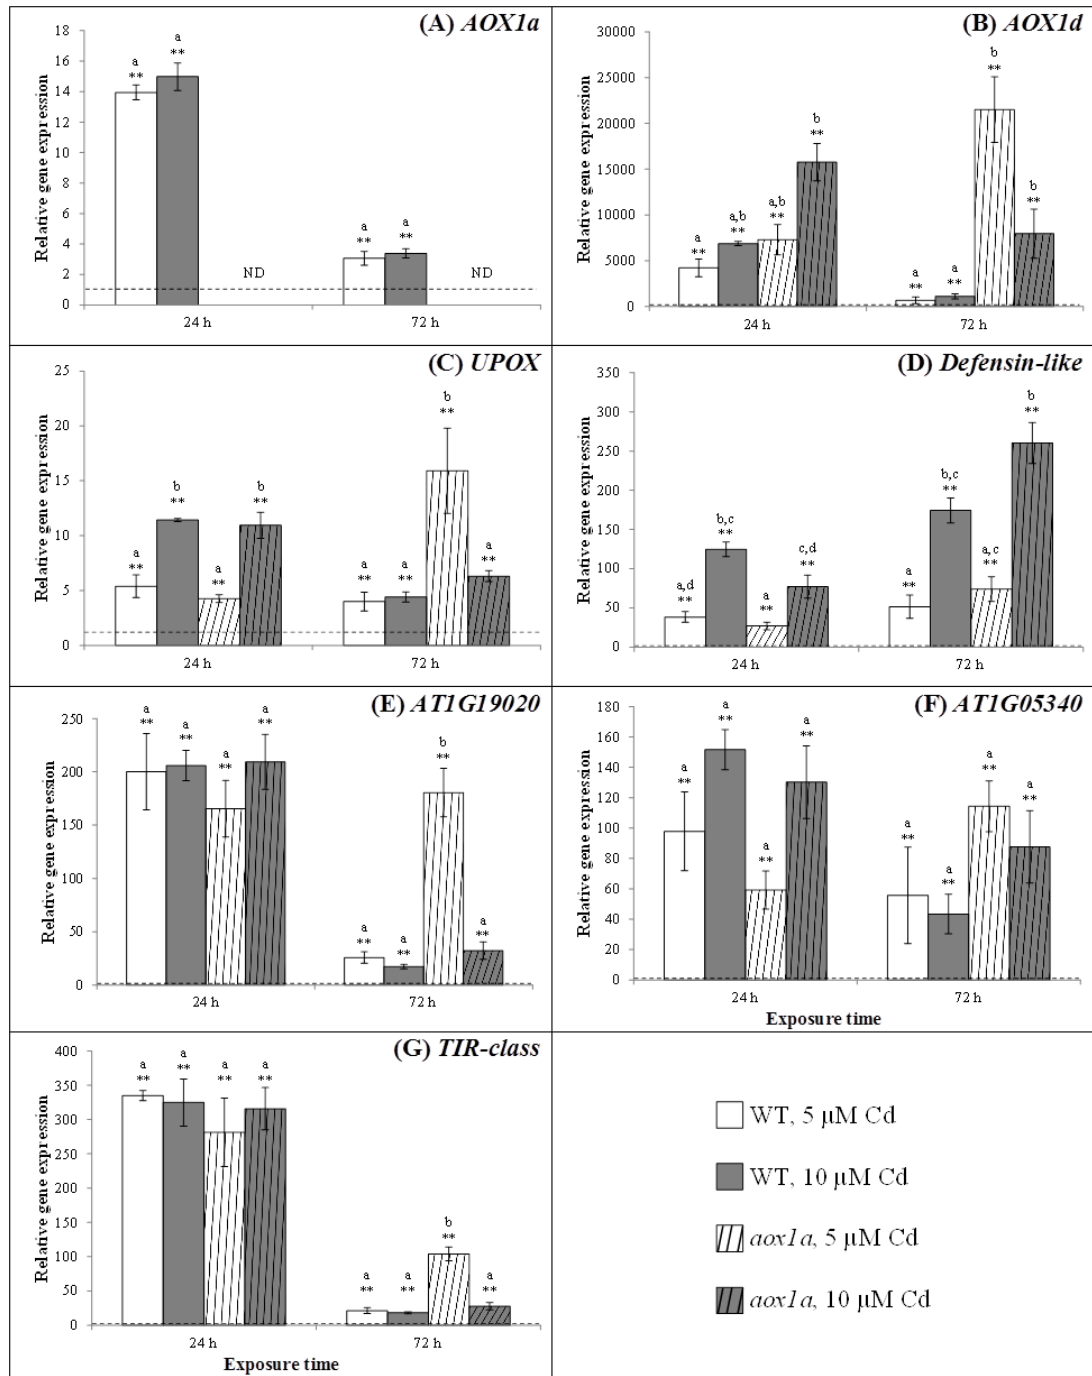 (A) AOX1a
Relative gene expression
18
16
14
12
10
8
6
4
2
0
a
**
a
**
ND
a
**
a
**
ND
24 h
72 h
(B) AOX1d
Relative gene expression
30000
25000
20000
15000
10000
5000
0
a
**
a,b
**
a,b
**
b
**
a
**
a
**
b
**
b
**
24 h
72 h
(C) UPOX
Relative gene expression
25
20
15
10
5
0
a
**
b
**
a
**
b
**
a
**
a
**
b
**
a
**
24 h
72 h
(D) Defensin-like
Relative gene expression
350
300
250
200
150
100
50
0
a,d
**
b,c
**
a
**
c,d
**
a
**
b,c
**
a,c
**
b
**
24 h
72 h
(E) AT1G19020
Relative gene expression
250
200
150
100
50
0
a
**
a
**
a
**
a
**
a
**
a
**
b
**
a
**
24 h
72 h
(F) AT1G05340
Relative gene expression
180
160
140
120
100
80
60
40
20
0
a
**
a
**
a
**
a
**
a
**
a
**
a
**
a
**
24 h
72 h
Exposure time
(G) TIR-class
Relative gene expression
400
350
300
250
200
150
100
50
0
a
**
a
**
a
**
a
**
a
**
a
**
b
**
a
**
24 h
72 h
Exposure time
WT, 5 µM Cd
WT, 10 µM Cd
aox1a, 5 µM Cd
aox1a, 10 µM Cd